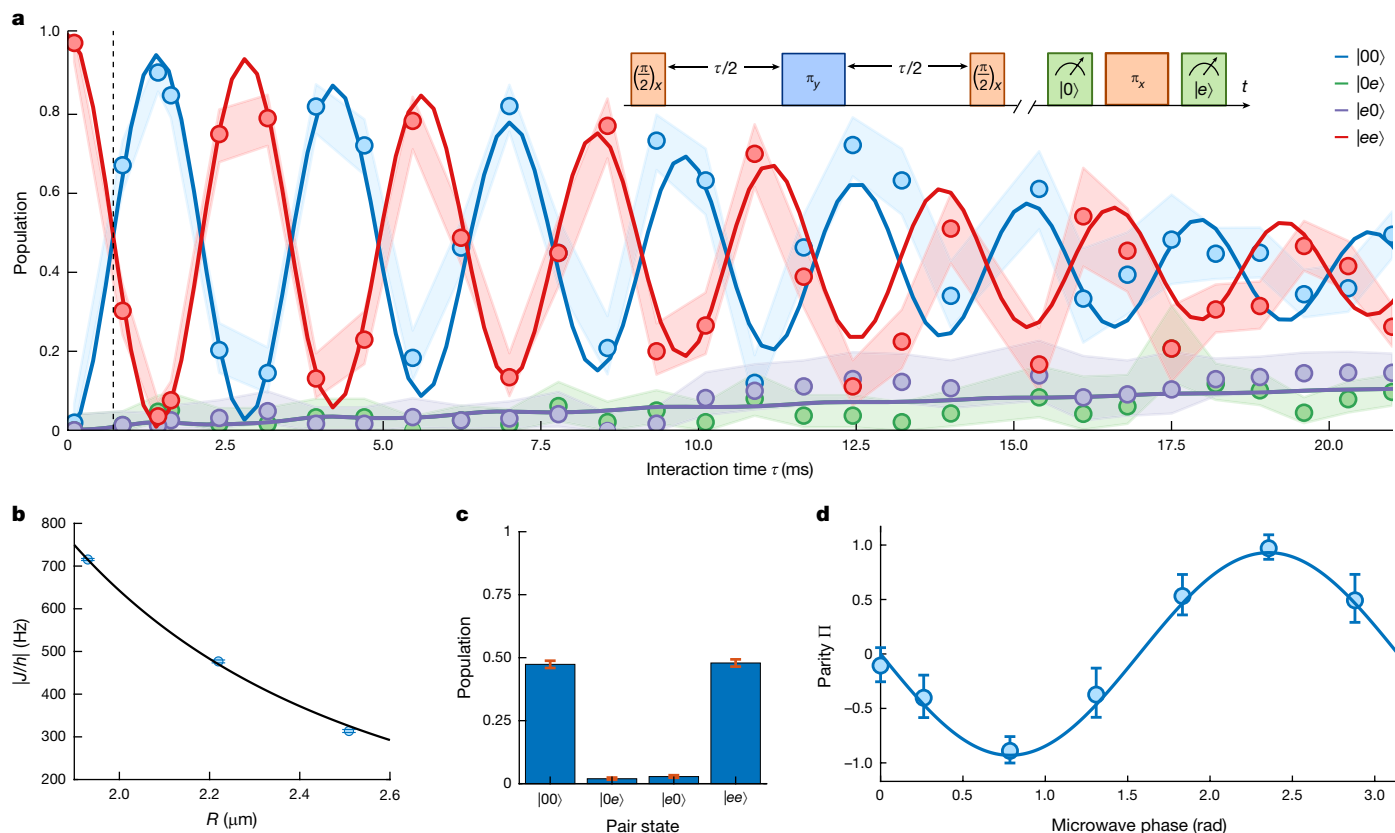 a
1.0
0.8
0.6
0.4
0.2
0
Population
0
2.5
5.0
7.5
10.0
12.5
15.0
17.5
20.0
Interaction time τ (ms)
(π/2)x
τ/2
πy
τ/2
(π/2)x
|0⟩
πx
|e⟩
t
|00⟩
|0e⟩
|e0⟩
|ee⟩
b
800
700
600
500
400
300
200
|J/h| (Hz)
2.0
2.2
2.4
2.6
R (μm)
c
1
0.75
0.50
0.25
0
Population
|00⟩
|0e⟩
|e0⟩
|ee⟩
Pair state
d
1.0
0.5
0
−0.5
−1.0
Parity Π
0
0.5
1.0
1.5
2.0
2.5
3.0
Microwave phase (rad)